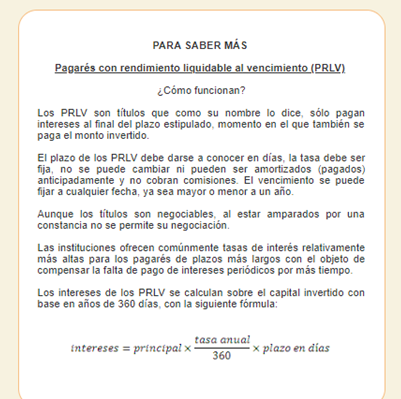 PARA SABER MÁS
Pagarés con rendimiento liquidable al vencimiento (PRLV)
¿Cómo funcionan?
Los PRLV son títulos que como su nombre lo dice, sólo pagan
intereses al final del plazo estipulado, momento en el que también se
paga el monto invertido.
El plazo de los PRLV debe darse a conocer en días, la tasa debe ser
fija, no se puede cambiar ni pueden ser amortizados (pagados)
anticipadamente y no cobran comisiones. El vencimiento se puede
fijar a cualquier fecha, ya sea mayor o menor a un año.
Aunque los títulos son negociables, al estar amparados por una
constancia no se permite su negociación.
Las instituciones ofrecen comúnmente tasas de interés relativamente
más altas para los pagarés de plazos más largos con el objeto de
compensar la falta de pago de intereses periódicos por más tiempo.
Los intereses de los PRLV se calculan sobre el capital invertido con
base en años de 360 días, con la siguiente fórmula:
intereses = principal × tasa anual / 360 × plazo en días